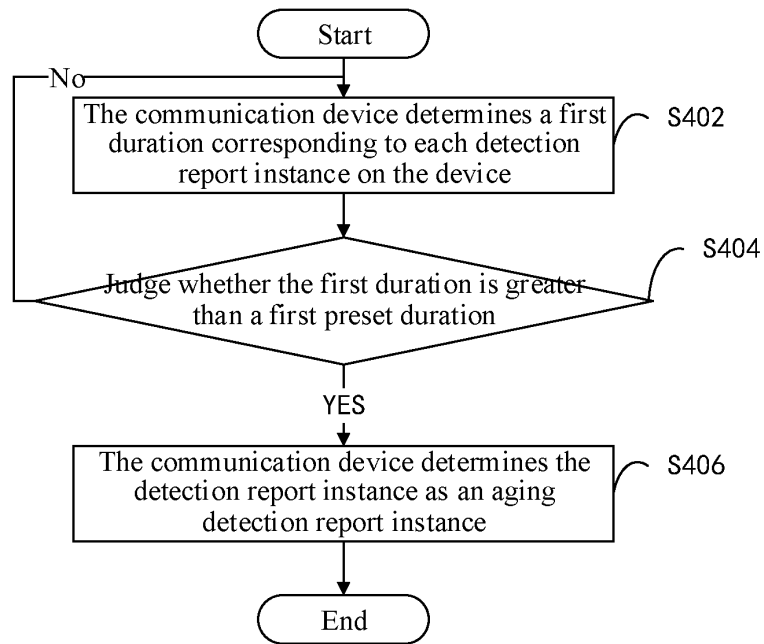 Start
No
The communication device determines a first
duration corresponding to each detection
report instance on the device
S402
Judge whether the first duration is greater
than a first preset duration
S404
YES
The communication device determines the
detection report instance as an aging
detection report instance
S406
End